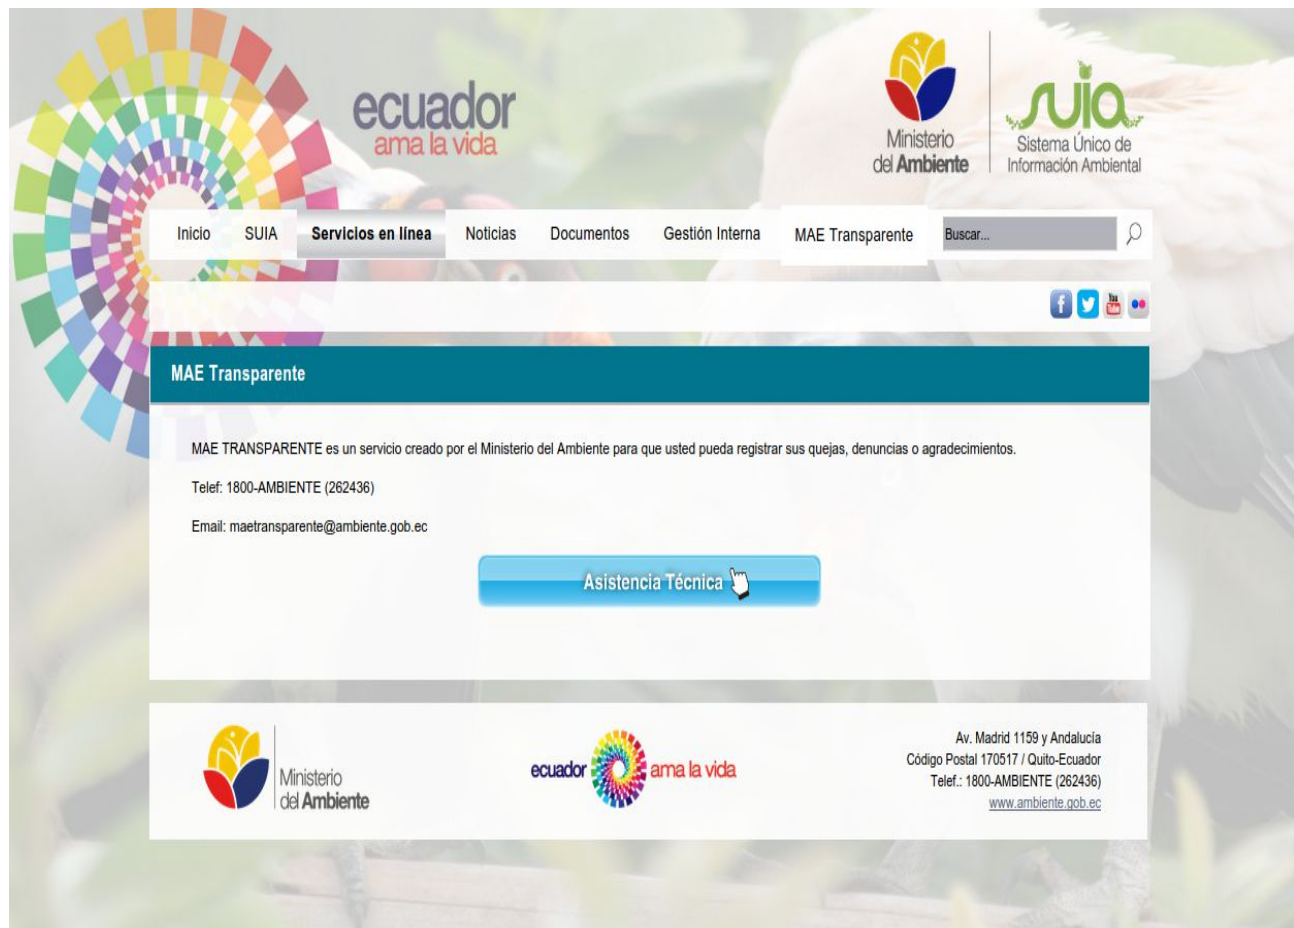 ecuador
ama la vida
Ministerio
del Ambiente
suia
Sistema Único de
Información Ambiental
Inicio SUIA Servicios en línea Noticias Documentos Gestión Interna MAE Transparente Buscar...
f You Tube
MAE Transparente
MAE TRANSPARENTE es un servicio creado por el Ministerio del Ambiente para que usted pueda registrar sus quejas, denuncias o agradecimientos.
Telef: 1800-AMBIENTE (262436)
Email: maetransparente@ambiente.gob.ec
Asistencia Técnica
Ministerio
del Ambiente
ecuador ama la vida
Av. Madrid 1159 y Andalucía
Código Postal 170517 / Quito-Ecuador
Telef.: 1800-AMBIENTE (262436)
www.ambiente.gob.ec